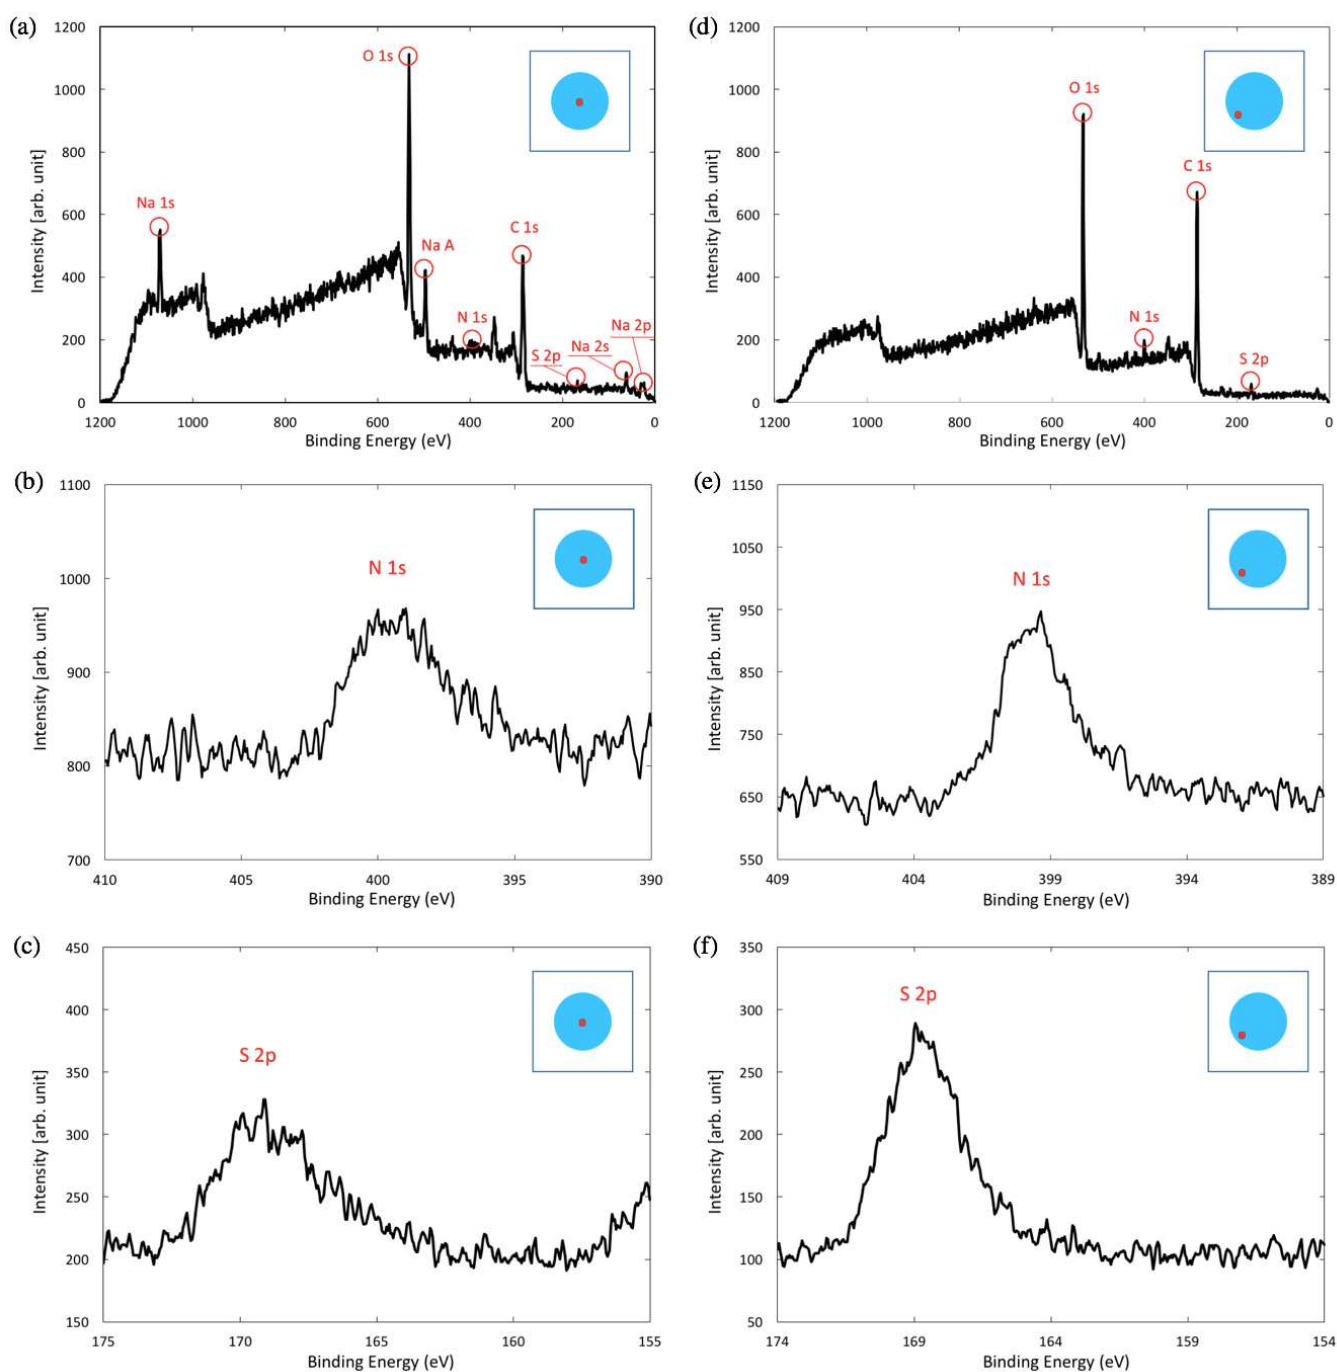 (a)
1200
1000
800
600
400
200
0
1200 1000 800 600 400 200 0
Intensity [arb. unit]
Binding Energy (eV)
Na 1s
O 1s
Na A
N 1s
C 1s
S 2p
Na 2s
Na 2p
(d)
1200
1000
800
600
400
200
0
1200 1000 800 600 400 200 0
Intensity [arb. unit]
Binding Energy (eV)
O 1s
C 1s
N 1s
S 2p
(b)
1100
1000
900
800
700
410 405 400 395 390
Intensity [arb. unit]
Binding Energy (eV)
N 1s
(e)
1150
1050
950
850
750
650
550
409 404 399 394 389
Intensity [arb. unit]
Binding Energy (eV)
N 1s
(c)
450
400
350
300
250
200
150
175 170 165 160 155
Intensity [arb. unit]
Binding Energy (eV)
S 2p
(f)
350
300
250
200
150
100
50
174 169 164 159 154
Intensity [arb. unit]
Binding Energy (eV)
S 2p